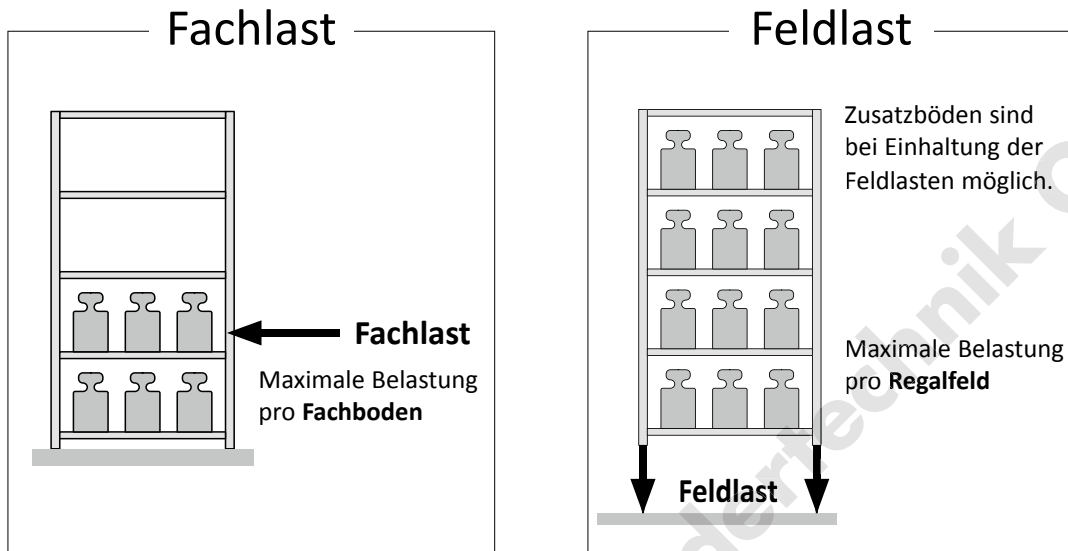 Fachlast
Fachlast
Maximale Belastung
pro Fachboden
Feldlast
Zusatzböden sind
bei Einhaltung der
Feldlasten möglich.
Maximale Belastung
pro Regalfeld
Feldlast